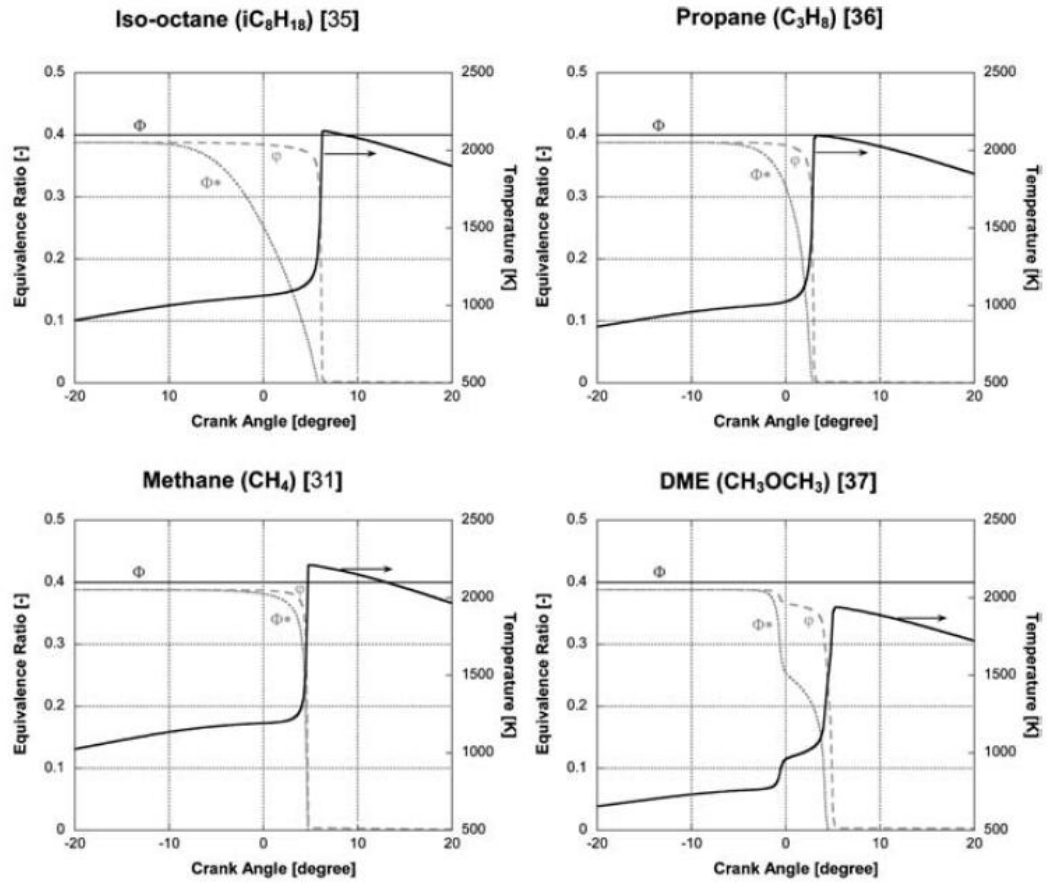 Iso-octane (iC₈H₁₈) [35]
0.5
0.4
0.3
0.2
0.1
0
2500
2000
1500
1000
500
-20
-10
0
10
20
Equivalence Ratio [-]
Temperature [K]
Crank Angle [degree]
Φ
φ
Φ*
Propane (C₃H₈) [36]
0.5
0.4
0.3
0.2
0.1
0
2500
2000
1500
1000
500
-20
-10
0
10
20
Equivalence Ratio [-]
Temperature [K]
Crank Angle [degree]
Φ
φ
Φ*
Methane (CH₄) [31]
0.5
0.4
0.3
0.2
0.1
0
2500
2000
1500
1000
500
-20
-10
0
10
20
Equivalence Ratio [-]
Temperature [K]
Crank Angle [degree]
Φ
φ
Φ*
DME (CH₃OCH₃) [37]
0.5
0.4
0.3
0.2
0.1
0
2500
2000
1500
1000
500
-20
-10
0
10
20
Equivalence Ratio [-]
Temperature [K]
Crank Angle [degree]
Φ
Φ*
φ